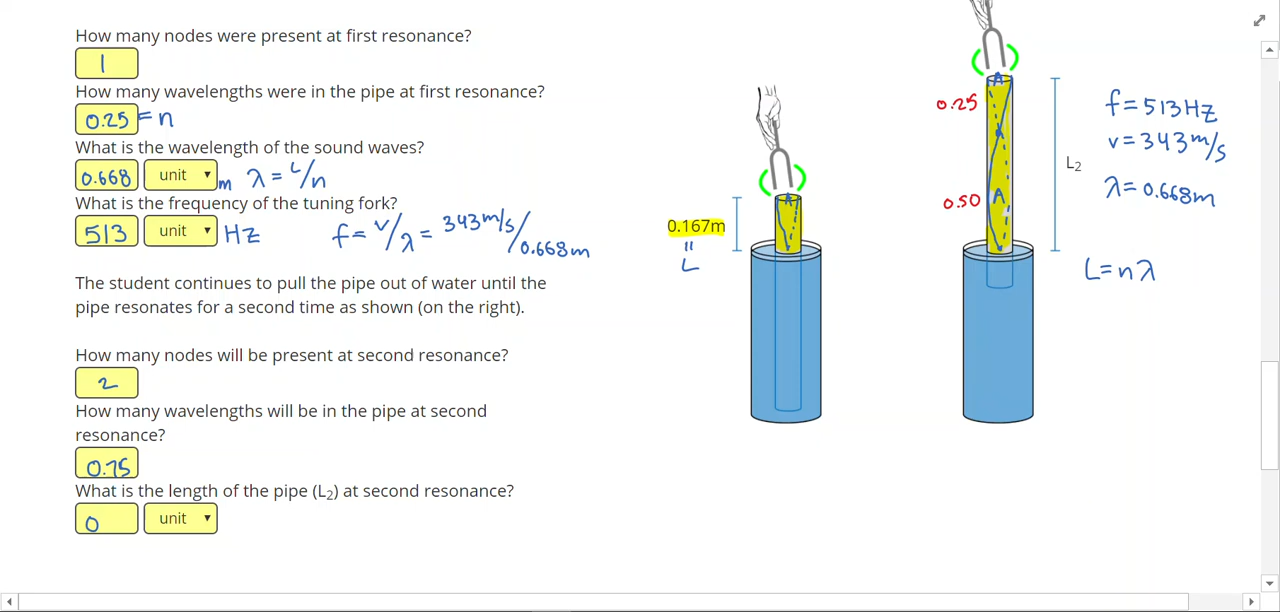 How many nodes were present at first resonance?
1
How many wavelengths were in the pipe at first resonance?
0.25 = n
What is the wavelength of the sound waves?
0.668 unit m λ = L/n
What is the frequency of the tuning fork?
513 unit Hz f = v/λ = 343 m/s / 0.668m
The student continues to pull the pipe out of water until the
pipe resonates for a second time as shown (on the right).
How many nodes will be present at second resonance?
2
How many wavelengths will be in the pipe at second
resonance?
0.75
What is the length of the pipe (L2) at second resonance?
0 unit
A
0.167m
=
L
A
0.25
0.50 A
L2
f = 513 Hz
v = 343 m/s
λ = 0.668m
L = nλ